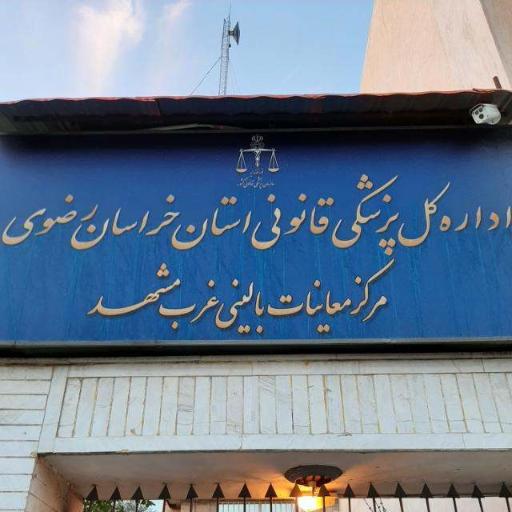 اداره کل پزشکی قانونی استان خراسان رضوی
مرکز معاینات بالینی غرب مشهد